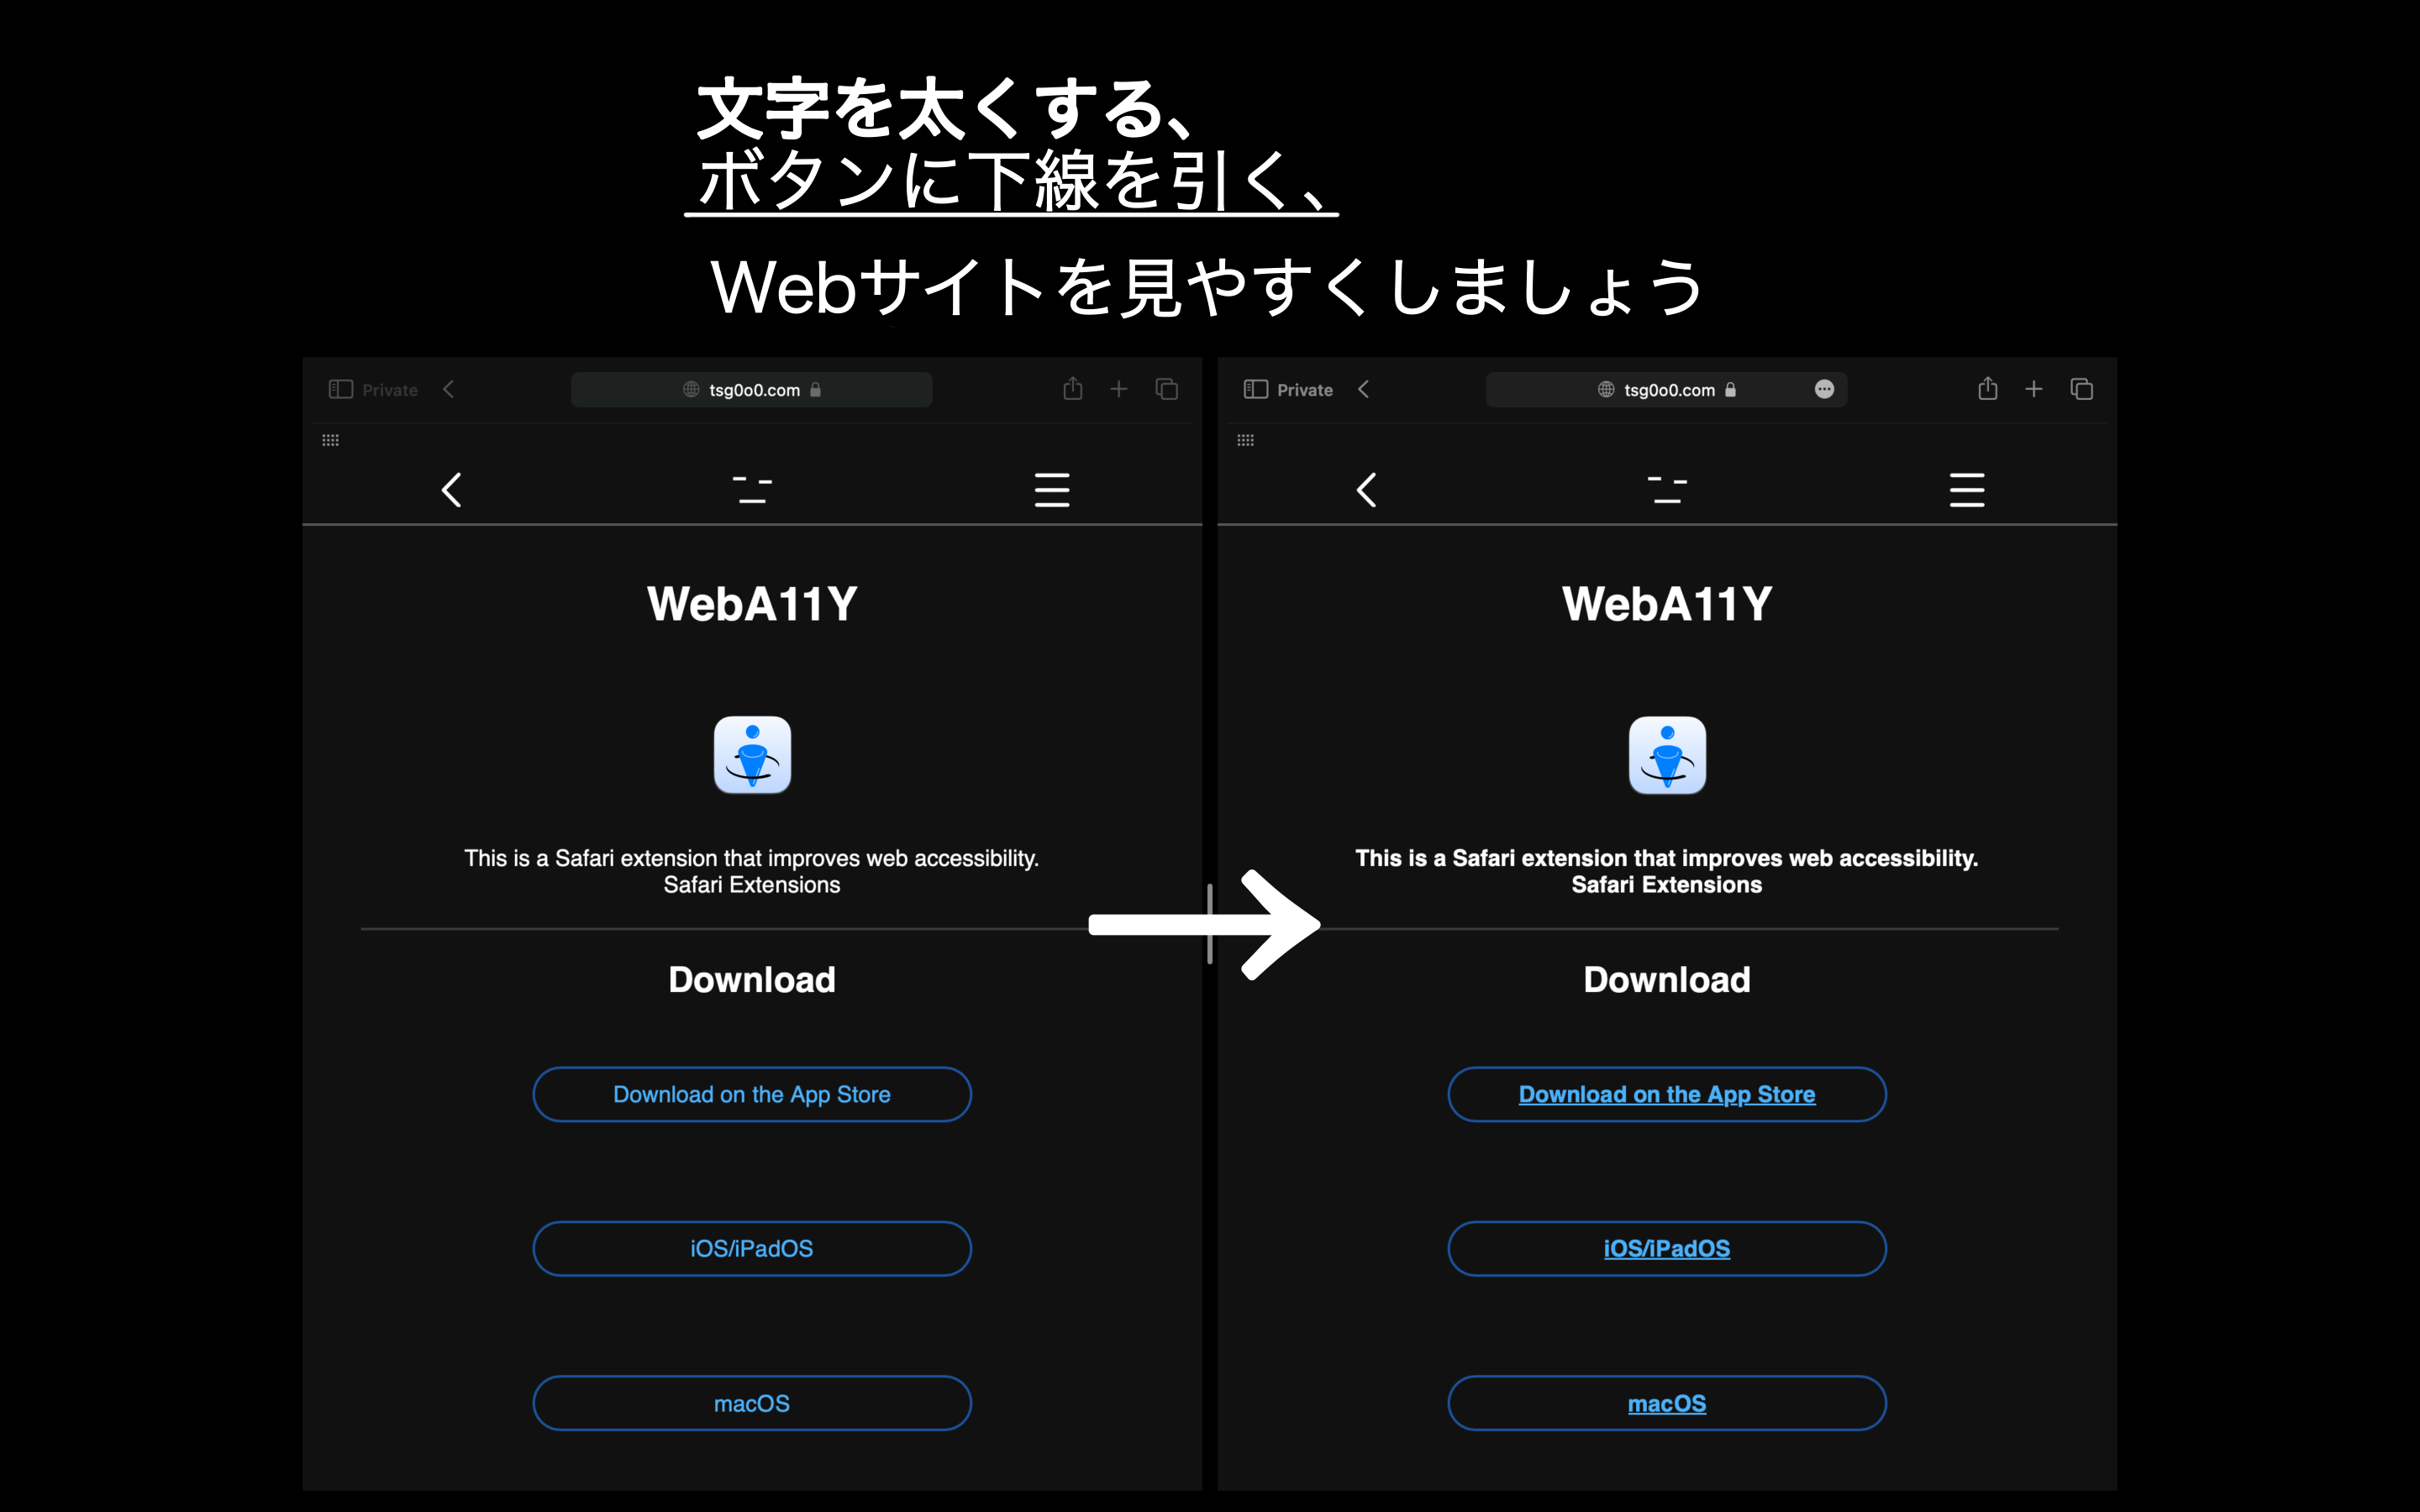 文字を太くする、
ボタンに下線を引く、
Webサイトを見やすくしましょう
Private
tsg0o0.com
WebA11Y
This is a Safari extension that improves web accessibility.
Safari Extensions
Download
Download on the App Store
iOS/iPadOS
macOS
Private
tsg0o0.com
WebA11Y
This is a Safari extension that improves web accessibility.
Safari Extensions
Download
Download on the App Store
iOS/iPadOS
macOS